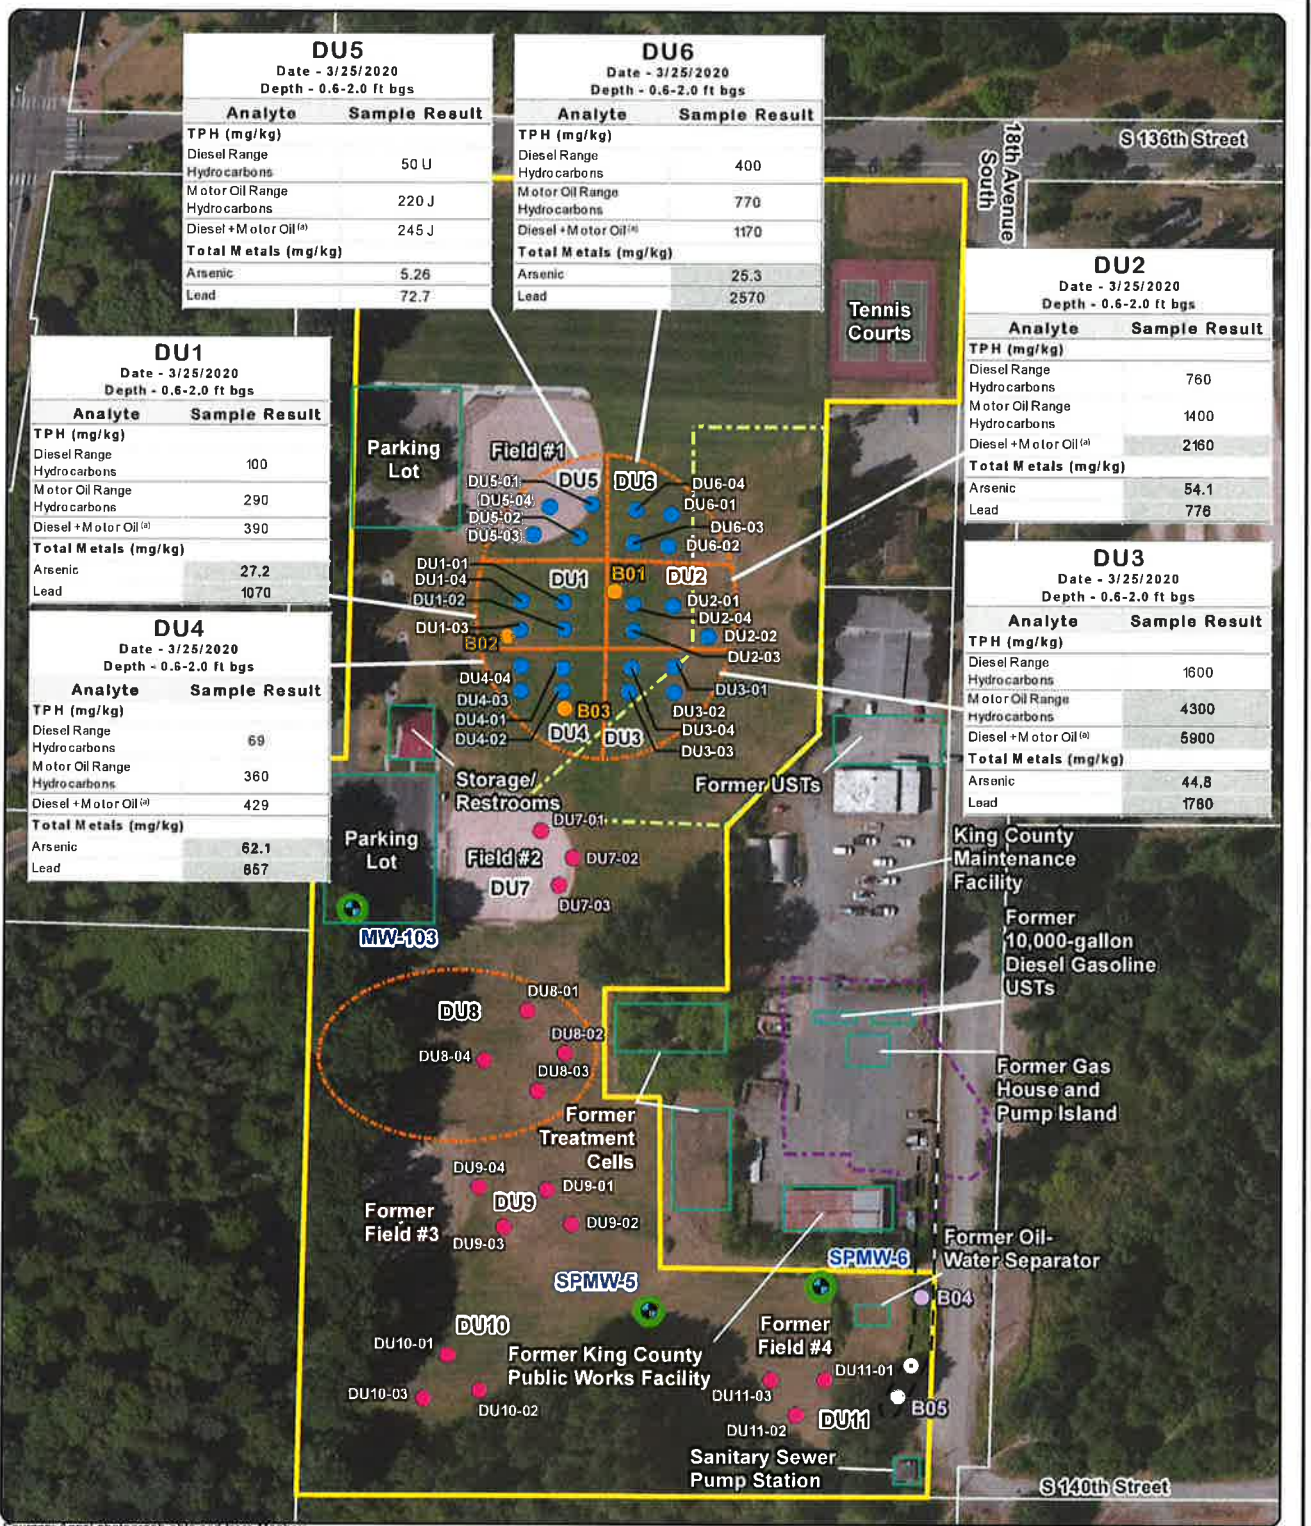 DU5
Date - 3/25/2020
Depth - 0.6-2.0 ft bgs
Analyte Sample Result
TPH (mg/kg)
Diesel Range
Hydrocarbons 50 U
Motor Oil Range
Hydrocarbons 220 J
Diesel + Motor Oil (a) 245 J
Total Metals (mg/kg)
Arsenic 5.26
Lead 72.7
DU6
Date - 3/25/2020
Depth - 0.6-2.0 ft bgs
Analyte Sample Result
TPH (mg/kg)
Diesel Range
Hydrocarbons 400
Motor Oil Range
Hydrocarbons 770
Diesel + Motor Oil (a) 1170
Total Metals (mg/kg)
Arsenic 25.3
Lead 2570
S 136th Street
18th Avenue
South
DU2
Date - 3/25/2020
Depth - 0.6-2.0 ft bgs
Analyte Sample Result
TPH (mg/kg)
Diesel Range
Hydrocarbons 760
Motor Oil Range
Hydrocarbons 1400
Diesel + Motor Oil (a) 2160
Total Metals (mg/kg)
Arsenic 54.1
Lead 776
Tennis
Courts
DU1
Date - 3/25/2020
Depth - 0.6-2.0 ft bgs
Analyte Sample Result
TPH (mg/kg)
Diesel Range
Hydrocarbons 100
Motor Oil Range
Hydrocarbons 290
Diesel + Motor Oil (a) 390
Total Metals (mg/kg)
Arsenic 27.2
Lead 1070
DU3
Date - 3/25/2020
Depth - 0.6-2.0 ft bgs
Analyte Sample Result
TPH (mg/kg)
Diesel Range
Hydrocarbons 1600
Motor Oil Range
Hydrocarbons 4300
Diesel + Motor Oil (a) 5900
Total Metals (mg/kg)
Arsenic 44.8
Lead 1760
DU4
Date - 3/25/2020
Depth - 0.6-2.0 ft bgs
Analyte Sample Result
TPH (mg/kg)
Diesel Range
Hydrocarbons 69
Motor Oil Range
Hydrocarbons 360
Diesel + Motor Oil (a) 429
Total Metals (mg/kg)
Arsenic 62.1
Lead 657
Parking
Lot
Field #1
DU5
DU6
DU5-01
DU5-04
DU5-02
DU5-03
DU6-04
DU6-01
DU6-03
DU6-02
DU1-01
DU1-04
DU1-02
DU1-03
DU1
B01
DU2
DU2-01
DU2-04
DU2-02
DU2-03
B02
DU4-04
DU4-03
DU4-01
DU4-02
B03
DU4
DU3
DU3-01
DU3-02
DU3-04
DU3-03
Storage/
Restrooms
Former USTs
Parking
Lot
Field #2
DU7
DU7-01
DU7-02
DU7-03
MW-103
King County
Maintenance
Facility
Former
10,000-gallon
Diesel Gasoline
USTs
DU8
DU8-01
DU8-02
DU8-04
DU8-03
Former Gas
House and
Pump Island
Former
Treatment
Cells
DU9-04
DU9-01
DU9
DU9-02
DU9-03
Former
Field #3
Former Oil-
Water Separator
SPMW-6
SPMW-5
B04
DU10
DU10-01
DU10-03
DU10-02
Former King County
Public Works Facility
Former
Field #4
DU11-01
DU11-03
DU11
DU11-02
B05
Sanitary Sewer
Pump Station
S 140th Street